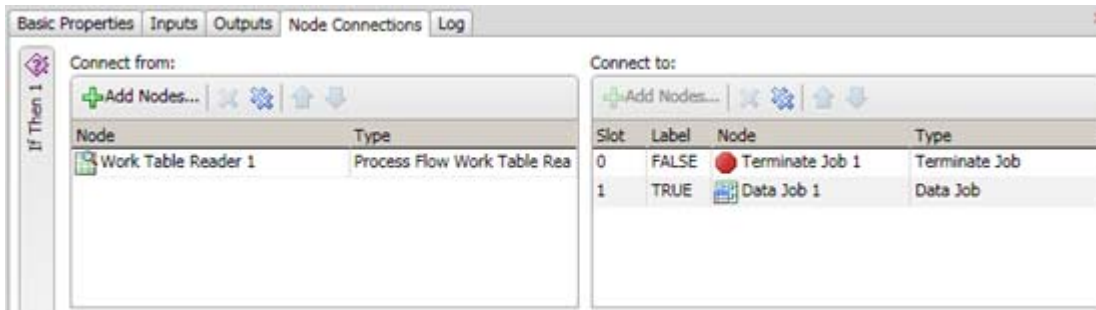 Basic Properties Inputs Outputs Node Connections Log
If Then 1
Connect from:
Add Nodes...
Node Type
Work Table Reader 1 Process Flow Work Table Rea
Connect to:
Add Nodes...
Slot Label Node Type
0 FALSE Terminate Job 1 Terminate Job
1 TRUE Data Job 1 Data Job